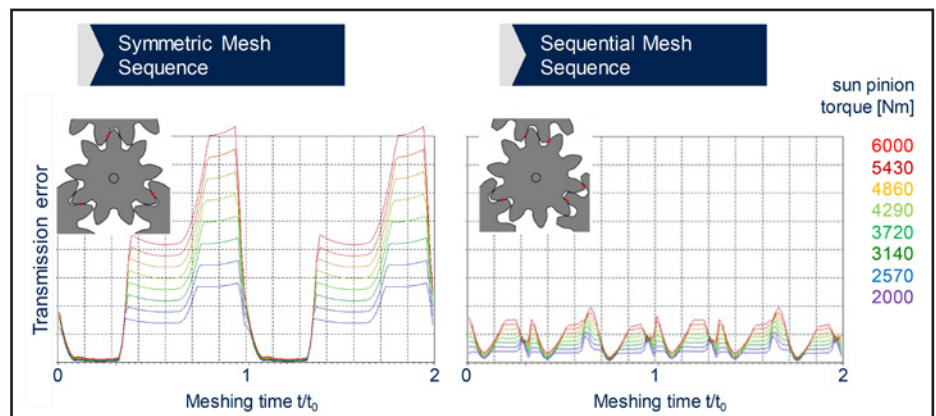 Symmetric Mesh
Sequence
Sequential Mesh
Sequence
sun pinion
torque [Nm]
6000
5430
4860
4290
3720
3140
2570
2000
Transmission error
0
1
2
Meshing time t/t₀
0
1
2
Meshing time t/t₀